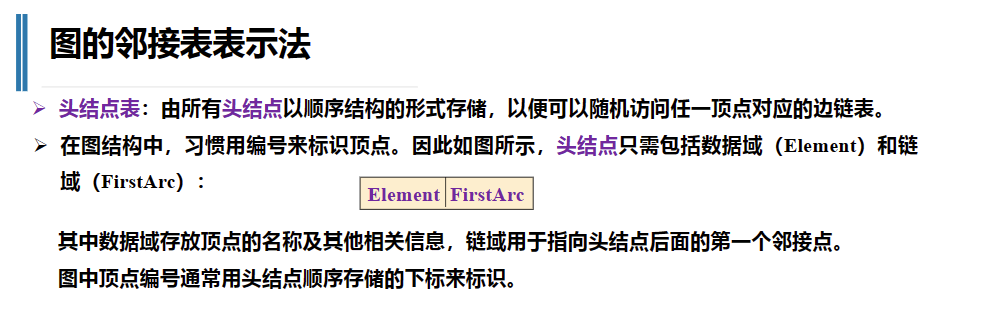 图的邻接表表示法
➢ 头结点表：由所有头结点以顺序结构的形式存储，以便可以随机访问任一顶点对应的边链表。
➢ 在图结构中，习惯用编号来标识顶点。因此如图所示，头结点只需包括数据域（Element）和链
域（FirstArc）：
Element FirstArc
其中数据域存放顶点的名称及其他相关信息，链域用于指向头结点后面的第一个邻接点。
图中顶点编号通常用头结点顺序存储的下标来标识。